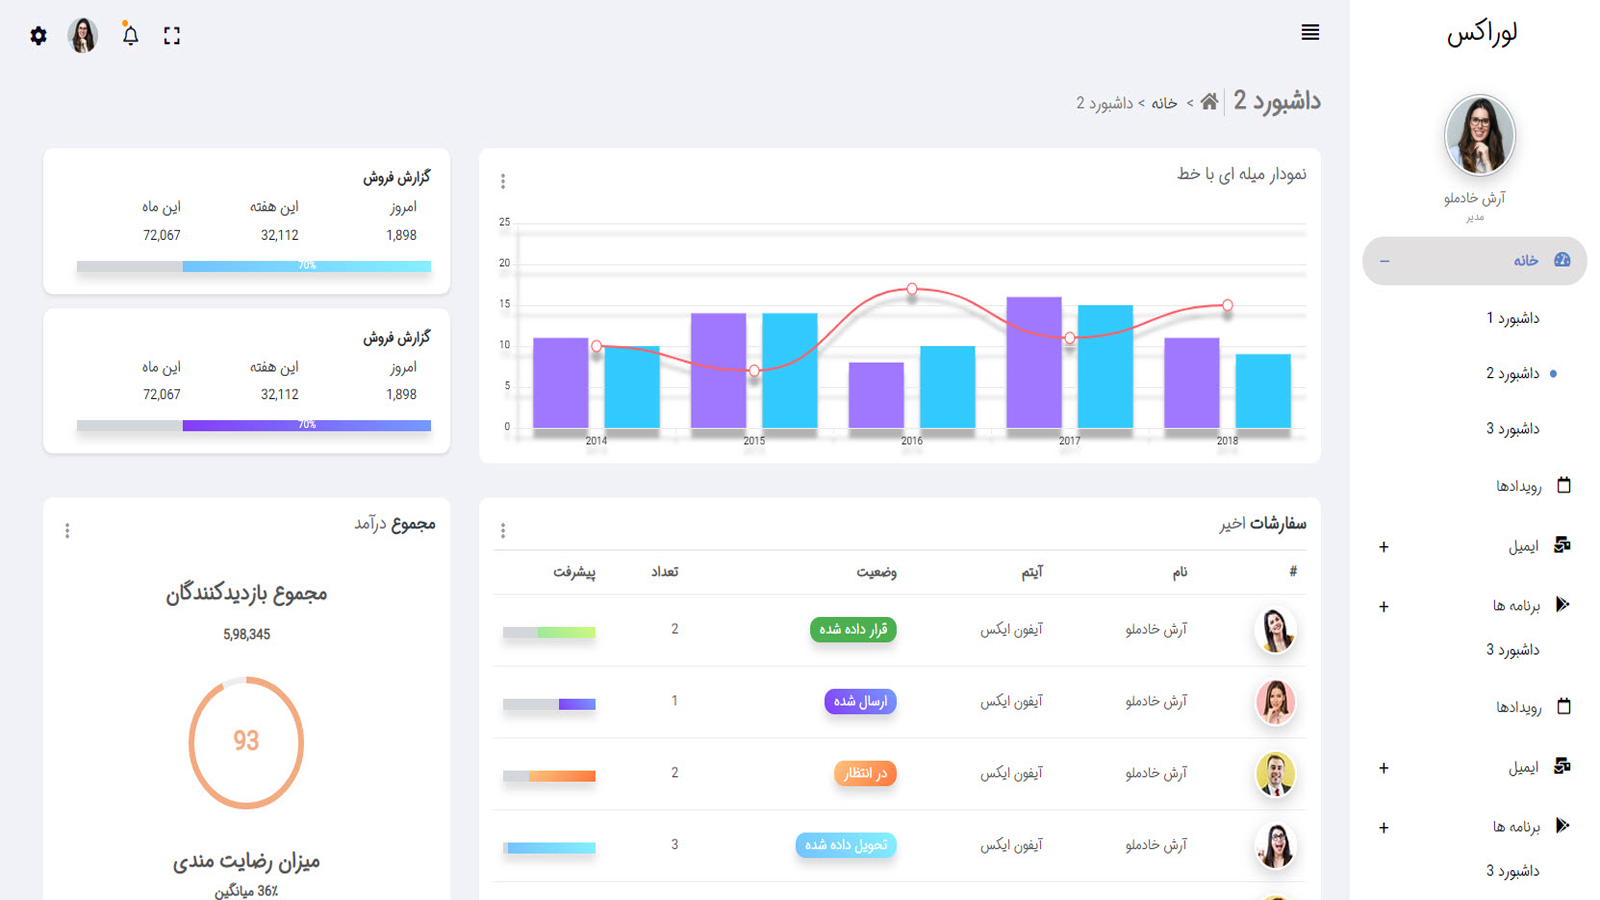 لوراکس
آرش خادملو
مدیر
خانه
داشبورد 1
داشبورد 2
داشبورد 3
رویدادها
ایمیل
برنامه ها
داشبورد 3
رویدادها
ایمیل
برنامه ها
داشبورد 3
داشبورد 2
خانه > داشبورد 2 >
نمودار میله ای با خط
25
20
15
10
5
0
2014 2015 2016 2017 2018
گزارش فروش
امروز این هفته این ماه
1,898 32,112 72,067
70%
گزارش فروش
امروز این هفته این ماه
1,898 32,112 72,067
70%
سفارشات اخیر
# نام آیتم وضعیت تعداد پیشرفت
آرش خادملو آیفون ایکس قرار داده شده 2
آرش خادملو آیفون ایکس ارسال شده 1
آرش خادملو آیفون ایکس در انتظار 2
آرش خادملو آیفون ایکس تحویل داده شده 3
مجموع درآمد
مجموع بازدیدکنندگان
5,98,345
93
میزان رضایت مندی
36٪ میانگین